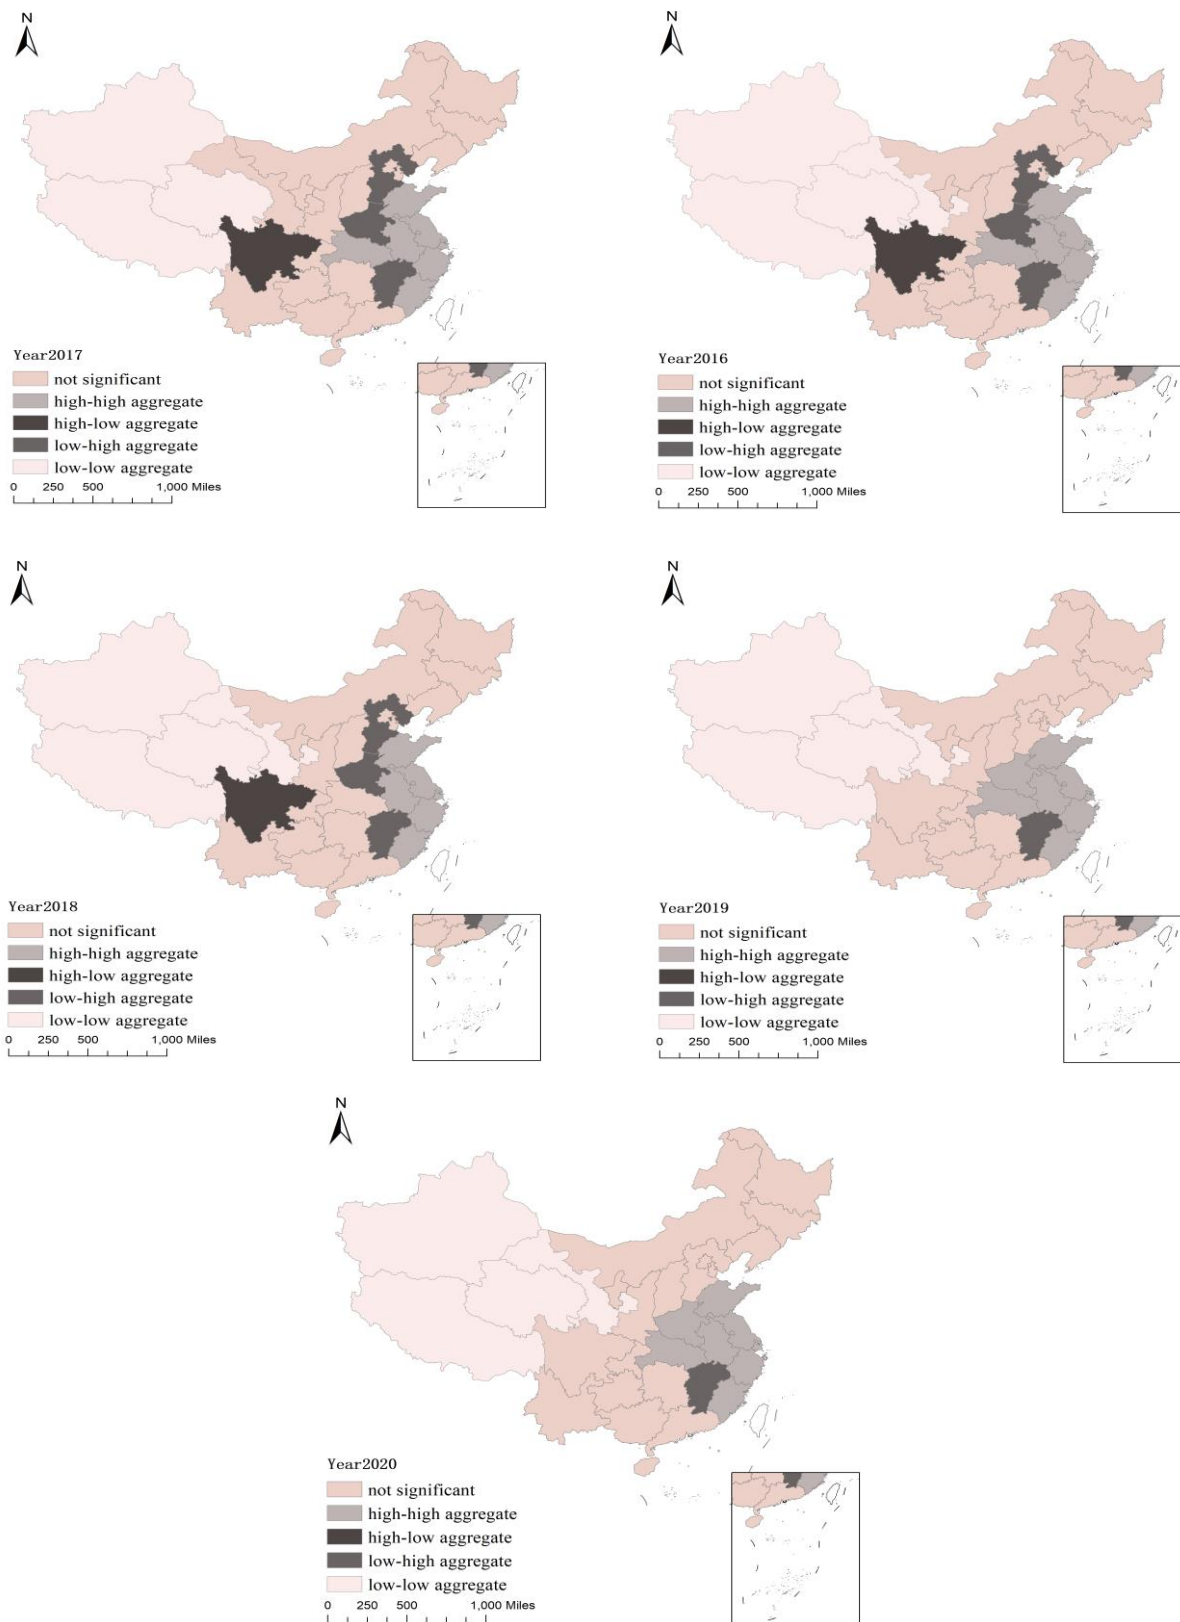 N
Year2017
not significant
high-high aggregate
high-low aggregate
low-high aggregate
low-low aggregate
0 250 500 1,000 Miles
N
Year2016
not significant
high-high aggregate
high-low aggregate
low-high aggregate
low-low aggregate
0 250 500 1,000 Miles
N
Year2018
not significant
high-high aggregate
high-low aggregate
low-high aggregate
low-low aggregate
0 250 500 1,000 Miles
N
Year2019
not significant
high-high aggregate
high-low aggregate
low-high aggregate
low-low aggregate
0 250 500 1,000 Miles
N
Year2020
not significant
high-high aggregate
high-low aggregate
low-high aggregate
low-low aggregate
0 250 500 1,000 Miles